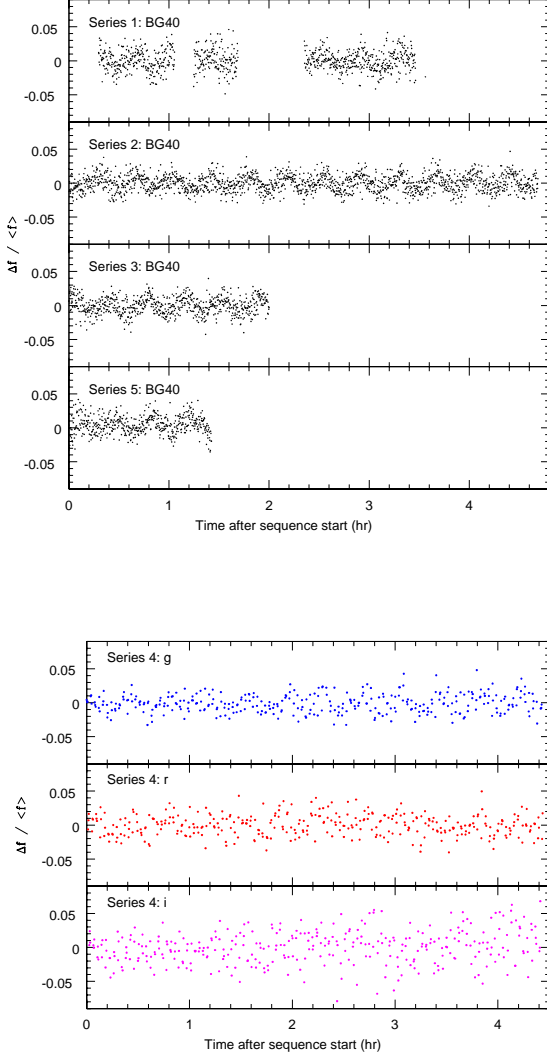 Series 1: BG40
0.05
0
-0.05
Series 2: BG40
0.05
0
-0.05
Δf / <f>
Series 3: BG40
0.05
0
-0.05
Series 5: BG40
0.05
0
-0.05
0 1 2 3 4
Time after sequence start (hr)
Series 4: g
0.05
0
-0.05
Series 4: r
0.05
0
-0.05
Δf / <f>
Series 4: i
0.05
0
-0.05
0 1 2 3 4
Time after sequence start (hr)